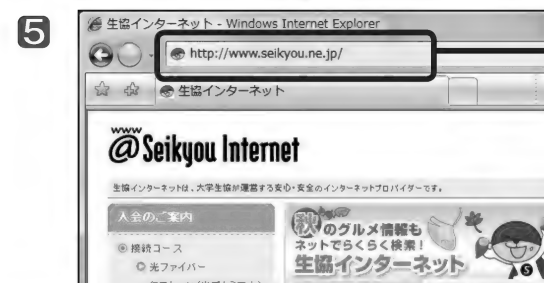 5
生協インターネット - Windows Internet Explorer
http://www.seikyou.ne.jp/
生協インターネット
www
@Seikyou Internet
生協インターネットは、大学生協が運営する安心・安全のインターネットプロバイダーです。
入会のご案内
秋のグルメ情報も
接続コース
ネットでらくらく検索!
光ファイバー
生協インターネット
S